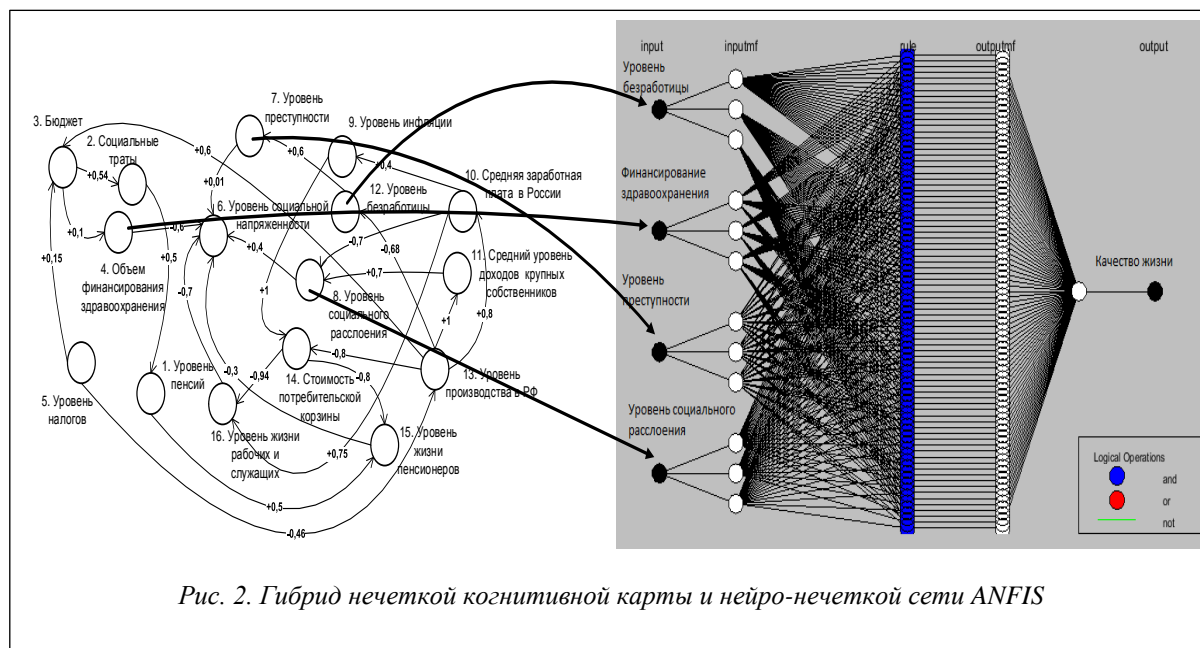 7. Уровень
преступности
9. Уровень инфляции
3. Бюджет
2. Социальные
траты
+0,6
+0,6
+0,4
+0,54
+0,01
12. Уровень
безработицы
10. Средняя заработная
плата в России
6. Уровень социальной
напряженности
+0,1
-0,6
+0,4
-0,7
-0,68
+0,15
4. Объем
финансирования
здравоохранения
+0,5
-0,7
+0,7
11. Средний уровень
доходов крупных
собственников
8. Уровень
социального
расслоения
+1
+1
+0,8
-0,8
1. Уровень
пенсий
-0,3
-0,94
14. Стоимость
потребительской
корзины
-0,8
13. Уровень
производства в РФ
5. Уровень
налогов
16. Уровень жизни
рабочих и
служащих
+0,75
15. Уровень
жизни
пенсионеров
+0,5
-0,46
input
inputmf
rule
outputmf
output
Уровень
безработицы
Финансирование
здравоохранения
Уровень
преступности
Уровень социального
расслоения
Качество жизни
Logical Operations
and
or
not
Рис. 2. Гибрид нечеткой когнитивной карты и нейро-нечеткой сети ANFIS